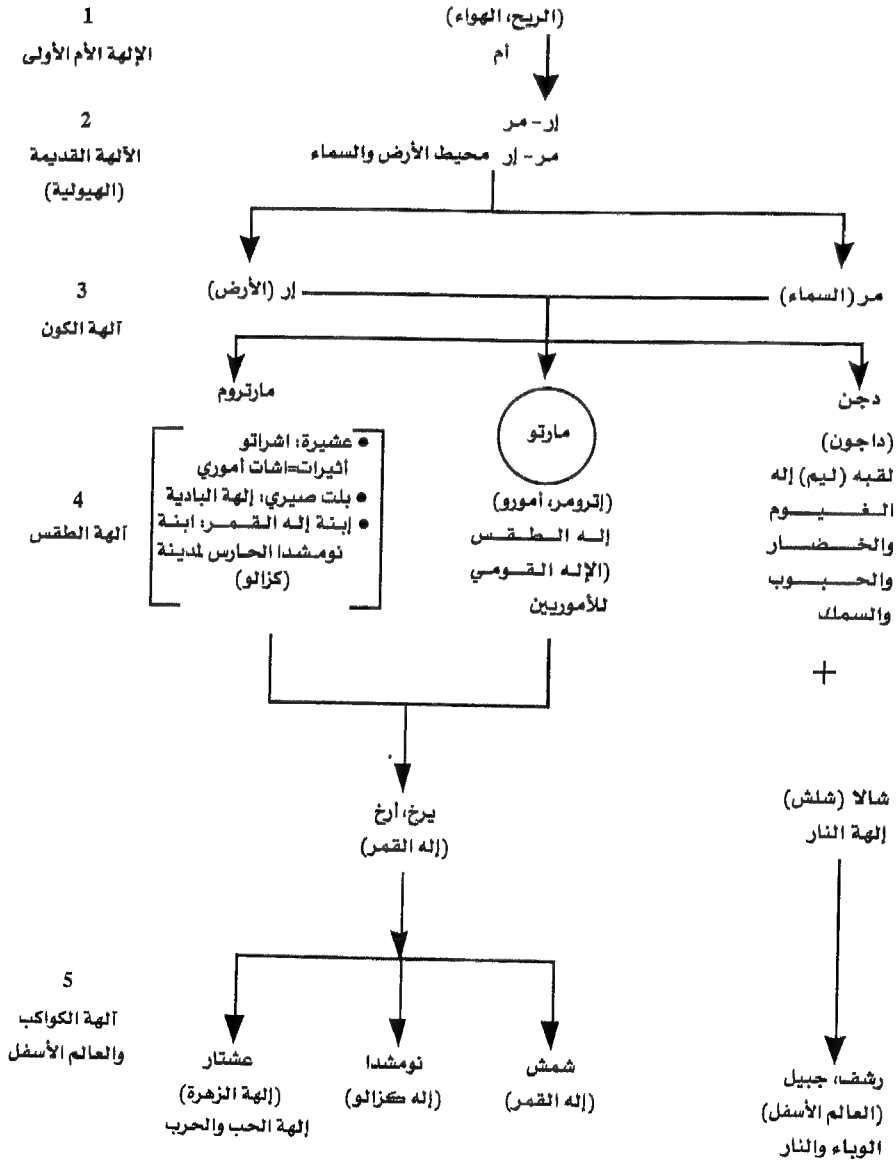 1
الإلهة الأم الأولى
(الريح، الهواء)
أم
2
الآلهة القديمة
(الهيولية)
إر - مر
مر - إر محيط الأرض والسماء
3
آلهة الكون
مر (السماء)
إر (الأرض)
4
آلهة الطقس
دجن
(داجون)
لقبه (ليم) إله
الغيوم
والخضار
والحبوب
والسمك
+
شالا (شلش)
إلهة النار
مارتو
(إترومر، أمورو)
إله الطقس
(الإله القومي
للأموريين
مارتروم
• عشيرة: اشراتو
أثيرات=اشات أموري
• بلت صيري: إلهة البادية
• إبنة إله القمر: ابنة
نومشدا الحارس لمدينة
(كزالو)
يرخ، أرخ
(إله القمر)
5
آلهة الكواكب
والعالم الأسفل
رشف، جبيل
(العالم الأسفل)
الوباء والنار
شمش
(إله القمر)
نومشدا
(إله كزالو)
عشتار
(إلهة الزهرة)
إلهة الحب والحرب